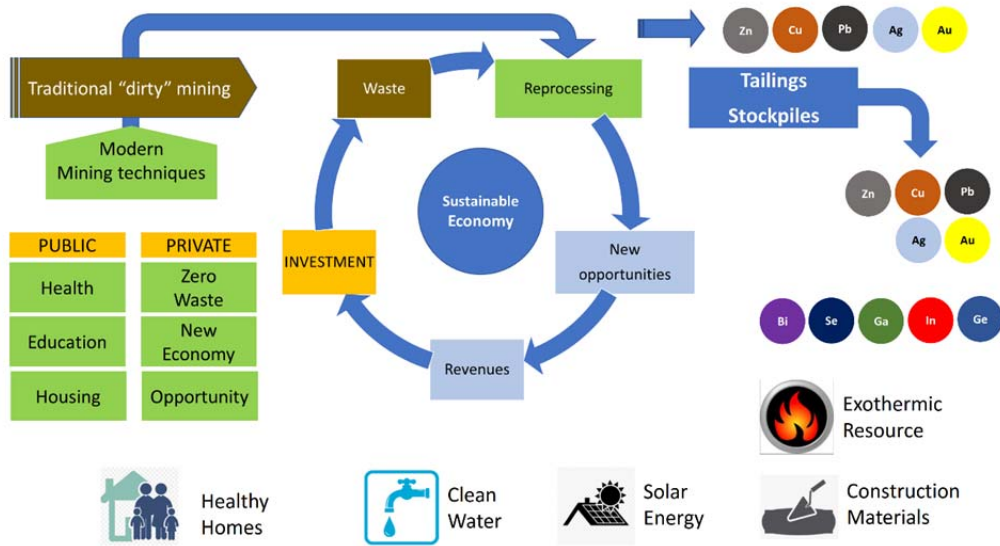 Zn Cu Pb Ag Au
Traditional "dirty" mining
Waste
Reprocessing
Tailings
Stockpiles
Modern
Mining techniques
Zn Cu Pb
Ag Au
Sustainable
Economy
PUBLIC
PRIVATE
INVESTMENT
New
opportunities
Health
Zero
Waste
Education
New
Economy
Housing
Opportunity
Revenues
Bi Se Ga In Ge
Exothermic
Resource
Healthy
Homes
Clean
Water
Solar
Energy
Construction
Materials